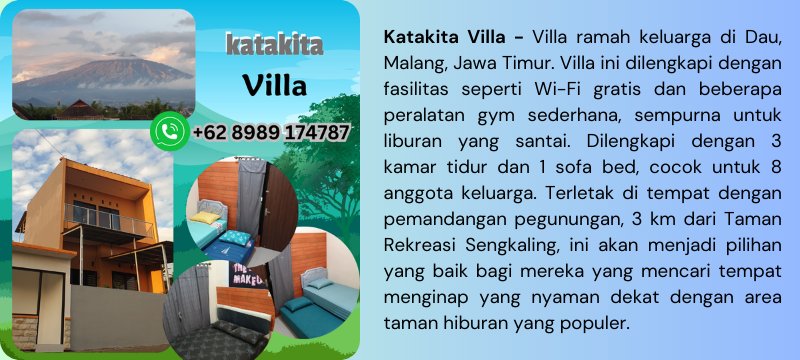 katakita
Villa
+62 8989 174787
THE
MAKED
Katakita Villa - Villa ramah keluarga di Dau,
Malang, Jawa Timur. Villa ini dilengkapi dengan
fasilitas seperti Wi-Fi gratis dan beberapa
peralatan gym sederhana, sempurna untuk
liburan yang santai. Dilengkapi dengan 3
kamar tidur dan 1 sofa bed, cocok untuk 8
anggota keluarga. Terletak di tempat dengan
pemandangan pegunungan, 3 km dari Taman
Rekreasi Sengkaling, ini akan menjadi pilihan
yang baik bagi mereka yang mencari tempat
menginap yang nyaman dekat dengan area
taman hiburan yang populer.